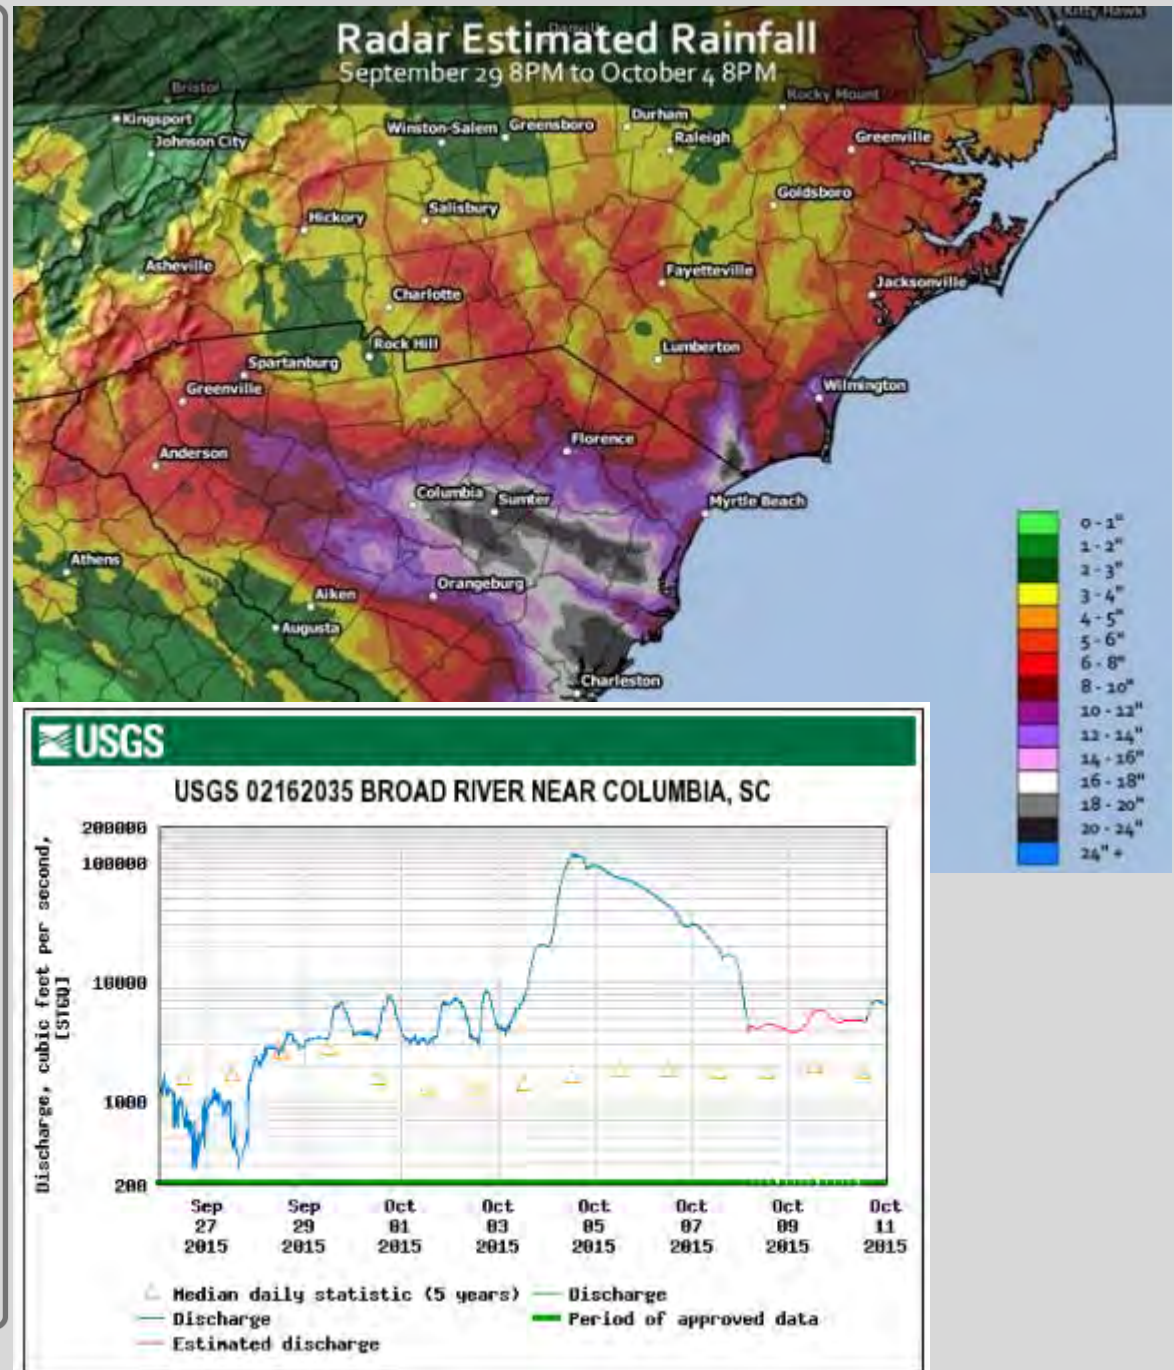 Kitty Hawk
Danville
Radar Estimated Rainfall
September 29 8PM to October 4 8PM
Bristol
Rocky Mount
Kingsport
Durham
Winston-Salem
Greensboro
Johnson City
Raleigh
Greenville
Goldsboro
Salisbury
Hickory
Asheville
Fayetteville
Jacksonville
Charlotte
Rock Hill
Lumberton
Spartanburg
Greenville
Wilmington
Florence
Anderson
Columbia
Sumter
Myrtle Beach
Athens
Orangeburg
Aiken
Augusta
Charleston
0 - 1"
1 - 2"
2 - 3"
3 - 4"
4 - 5"
5 - 6"
6 - 8"
8 - 10"
10 - 12"
12 - 14"
14 - 16"
16 - 18"
18 - 20"
20 - 24"
24" +
USGS
USGS 02162035 BROAD RIVER NEAR COLUMBIA, SC
Discharge, cubic feet per second,
[STGQ]
200000
100000
10000
1000
200
Sep Sep Oct Oct Oct Oct Oct Oct
27 29 01 03 05 07 09 11
2015 2015 2015 2015 2015 2015 2015 2015
Median daily statistic (5 years)
Discharge
Discharge
Period of approved data
Estimated discharge